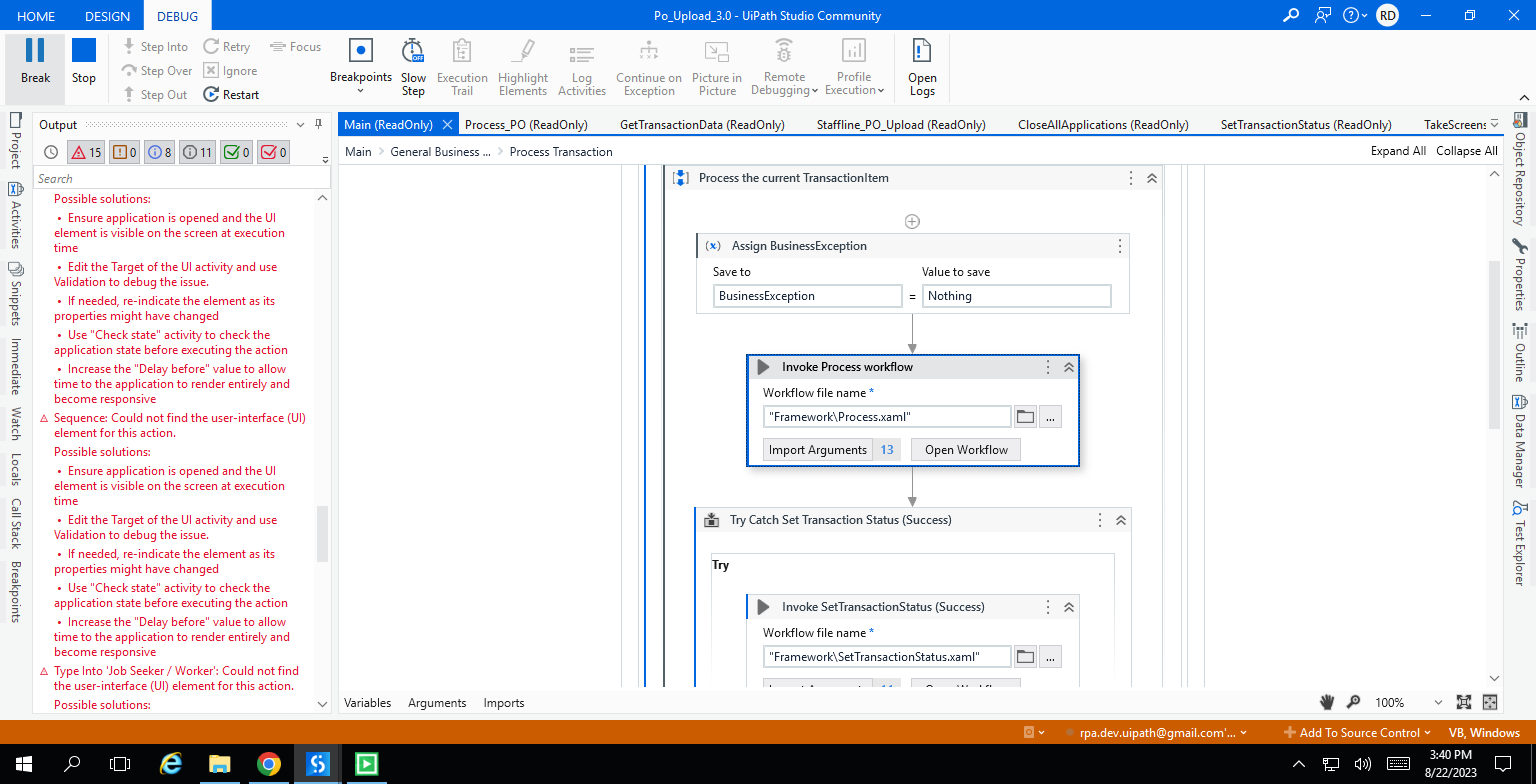 HOME DESIGN DEBUG
Po_Upload_3.0 - UiPath Studio Community
RD
Break
Stop
Step Into
Step Over
Step Out
Retry
Ignore
Restart
Focus
Breakpoints
Slow
Step
OFF
Execution
Trail
Highlight
Elements
Log
Activities
Continue on
Exception
Picture in
Picture
Remote
Debugging
Profile
Execution
Open
Logs
Project
Activities
Snippets
Immediate
Watch
Locals
Call Stack
Breakpoints
Output
15 0 8 11 0 0
Search
Possible solutions:
• Ensure application is opened and the UI
element is visible on the screen at execution
time
• Edit the Target of the UI activity and use
Validation to debug the issue.
• If needed, re-indicate the element as its
properties might have changed
• Use "Check state" activity to check the
application state before executing the action
• Increase the "Delay before" value to allow
time to the application to render entirely and
become responsive
Sequence: Could not find the user-interface (UI)
element for this action.
Possible solutions:
• Ensure application is opened and the UI
element is visible on the screen at execution
time
• Edit the Target of the UI activity and use
Validation to debug the issue.
• If needed, re-indicate the element as its
properties might have changed
• Use "Check state" activity to check the
application state before executing the action
• Increase the "Delay before" value to allow
time to the application to render entirely and
become responsive
Type Into 'Job Seeker / Worker': Could not find
the user-interface (UI) element for this action.
Possible solutions:
Main (ReadOnly) Process_PO (ReadOnly) GetTransactionData (ReadOnly) Staffline_PO_Upload (ReadOnly) CloseAllApplications (ReadOnly) SetTransactionStatus (ReadOnly) TakeScreens
Main > General Business ... > Process Transaction
Expand All Collapse All
Process the current TransactionItem
(x) Assign BusinessException
Save to Value to save
BusinessException = Nothing
Invoke Process workflow
Workflow file name *
"Framework\Process.xaml" ...
Import Arguments 13 Open Workflow
Try Catch Set Transaction Status (Success)
Try
Invoke SetTransactionStatus (Success)
Workflow file name *
"Framework\SetTransactionStatus.xaml" ...
Import Arguments 11 Open Workflow
Variables Arguments Imports
100%
Object Repository
Properties
Outline
Data Manager
Test Explorer
rpa.dev.uipath@gmail.com'...
Add To Source Control
VB, Windows
3:40 PM
8/22/2023